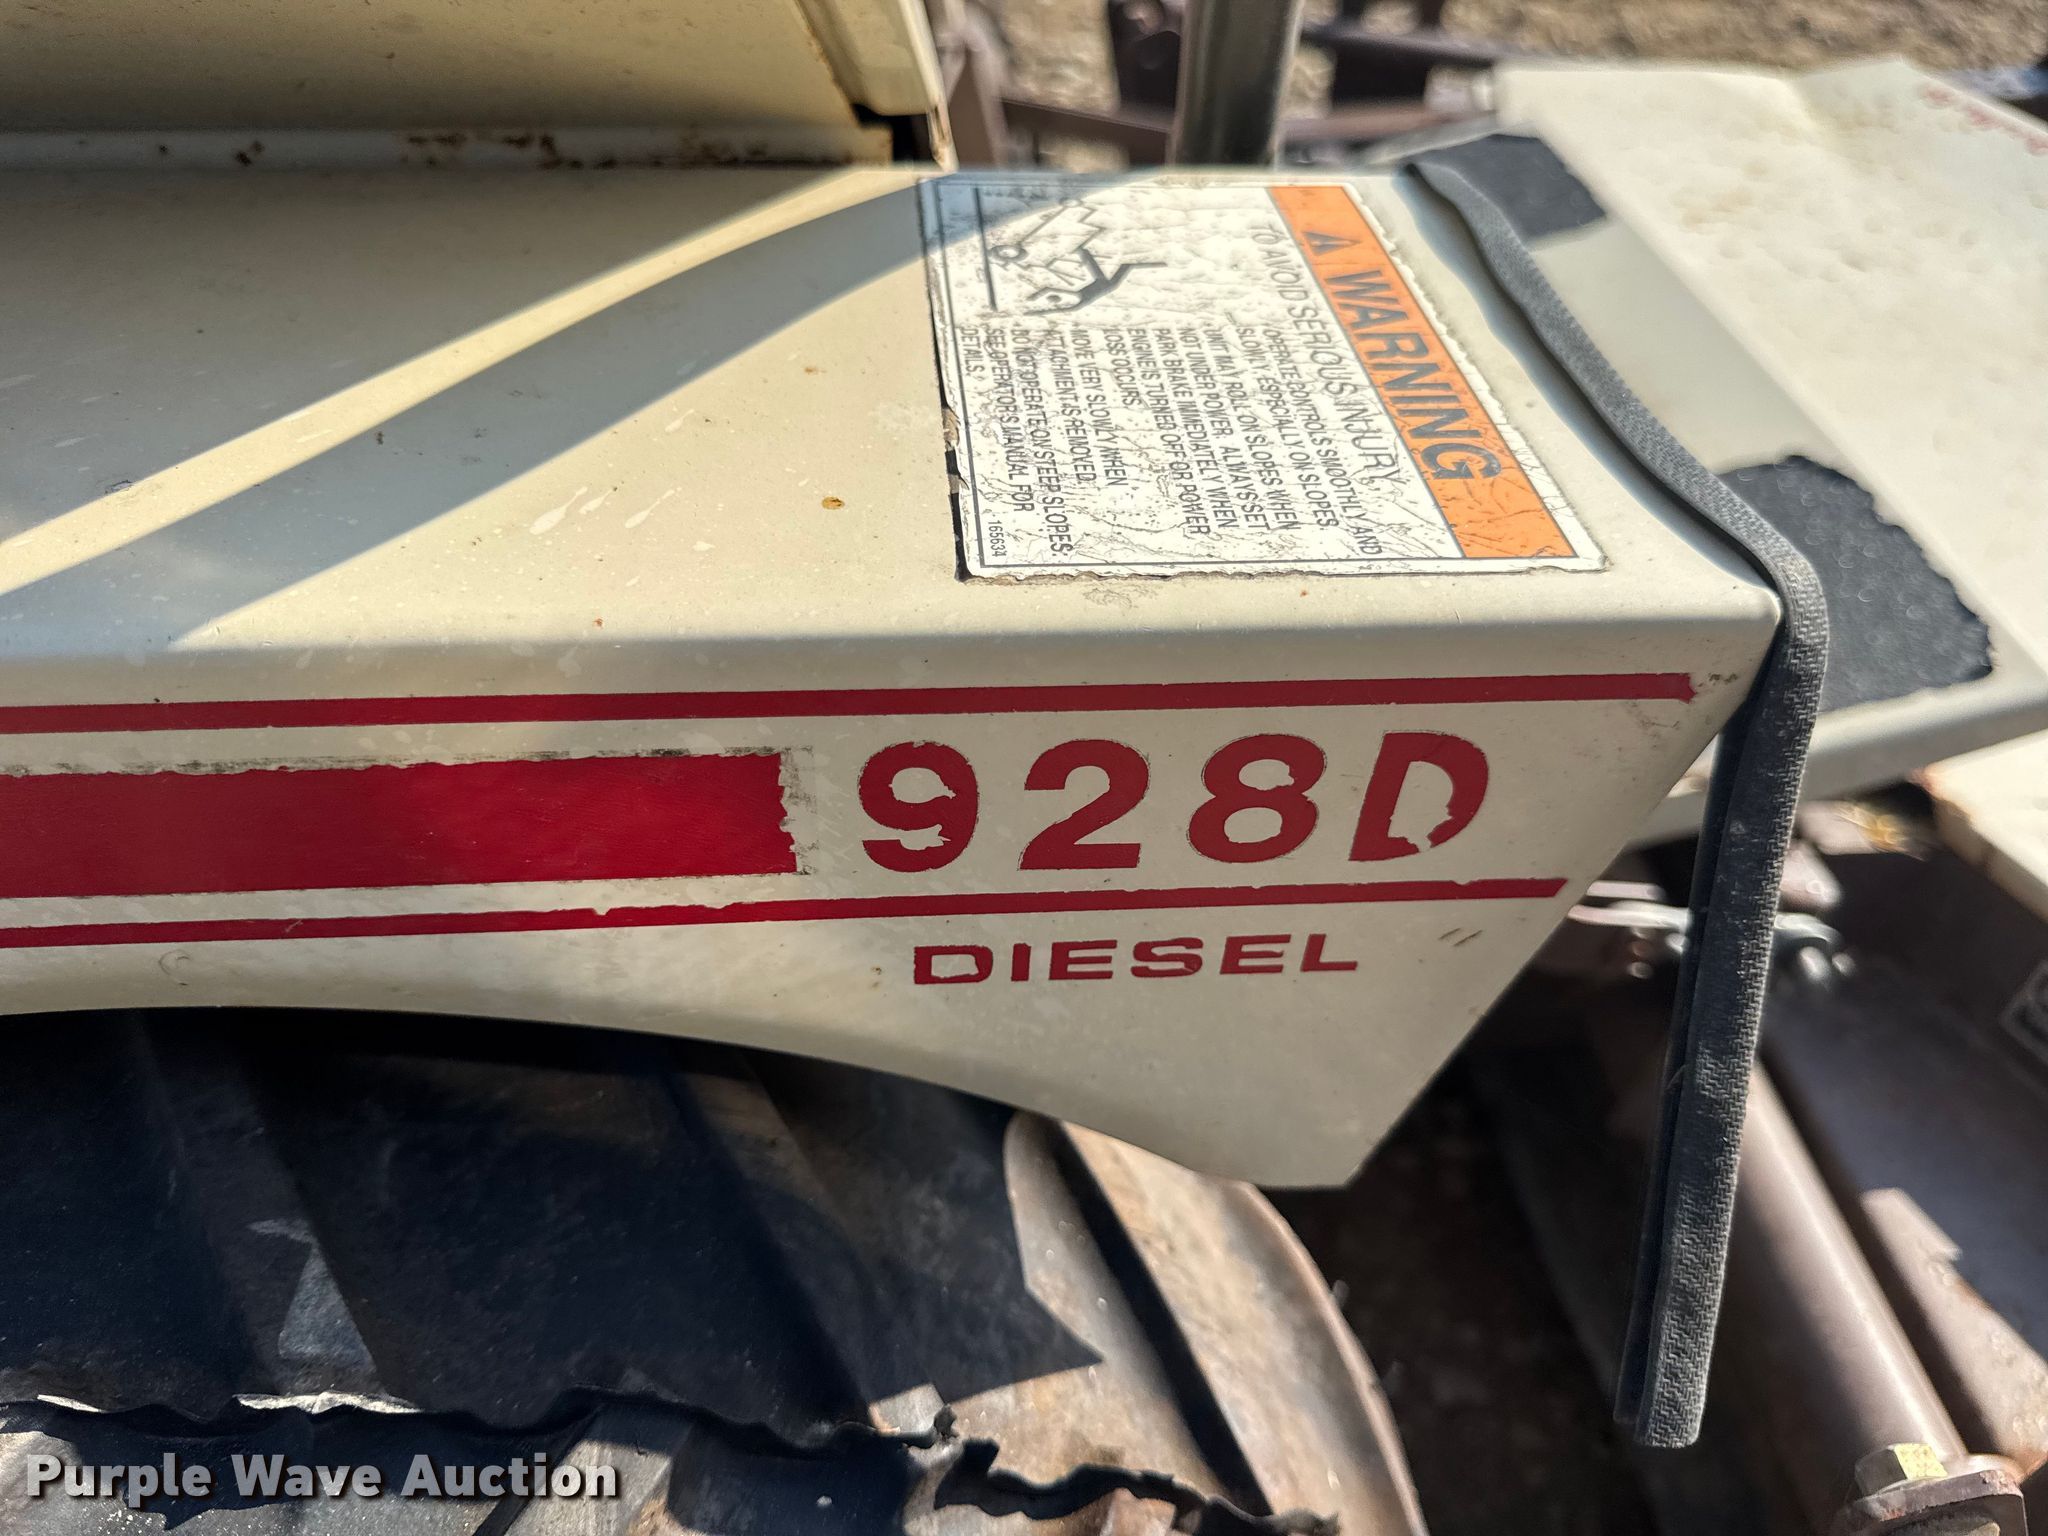 WARNING
TO AVOID SERIOUS INJURY,
• OPERATE CONTROLS SMOOTHLY AND
SLOWLY, ESPECIALLY ON SLOPES.
• UNIT MAY ROLL ON SLOPES WHEN
NOT UNDER POWER. ALWAYS SET
PARK BRAKE IMMEDIATELY WHEN
ENGINE IS TURNED OFF OR POWER
LOSS OCCURS.
• MOVE VERY SLOWLY WHEN
ATTACHMENT IS REMOVED.
• DO NOT OPERATE ON STEEP SLOPES.
SEE OPERATORS MANUAL FOR
DETAILS.
165634
928D
DIESEL
Purple Wave Auction